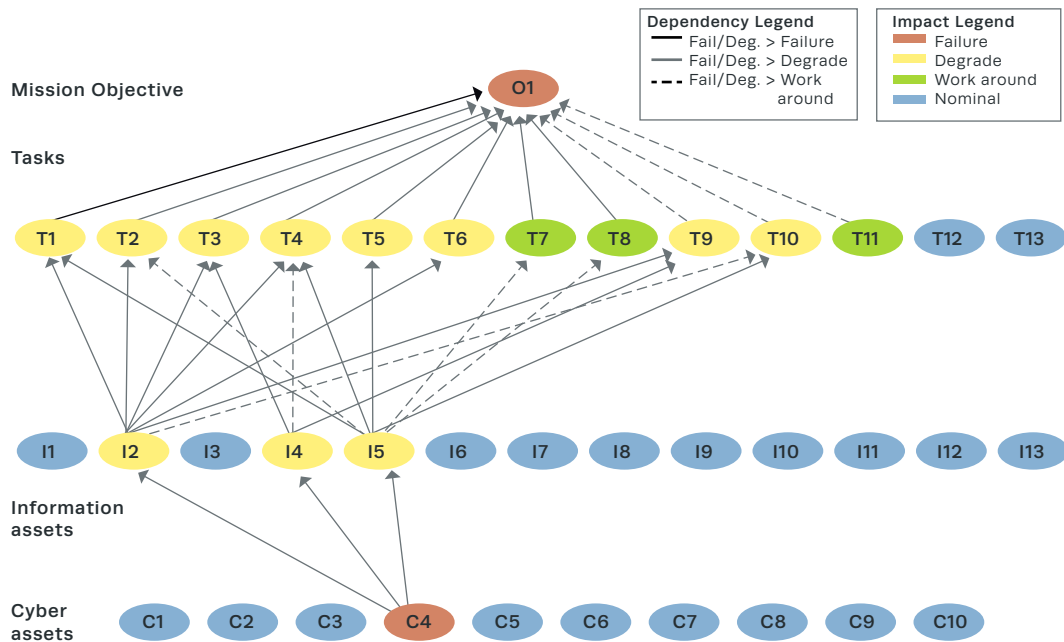 Dependency Legend
Fail/Deg. > Failure
Fail/Deg. > Degrade
Fail/Deg. > Work
around
Impact Legend
Failure
Degrade
Work around
Nominal
Mission Objective
O1
Tasks
T1 T2 T3 T4 T5 T6 T7 T8 T9 T10 T11 T12 T13
I1 I2 I3 I4 I5 I6 I7 I8 I9 I10 I11 I12 I13
Information
assets
Cyber
assets
C1 C2 C3 C4 C5 C6 C7 C8 C9 C10